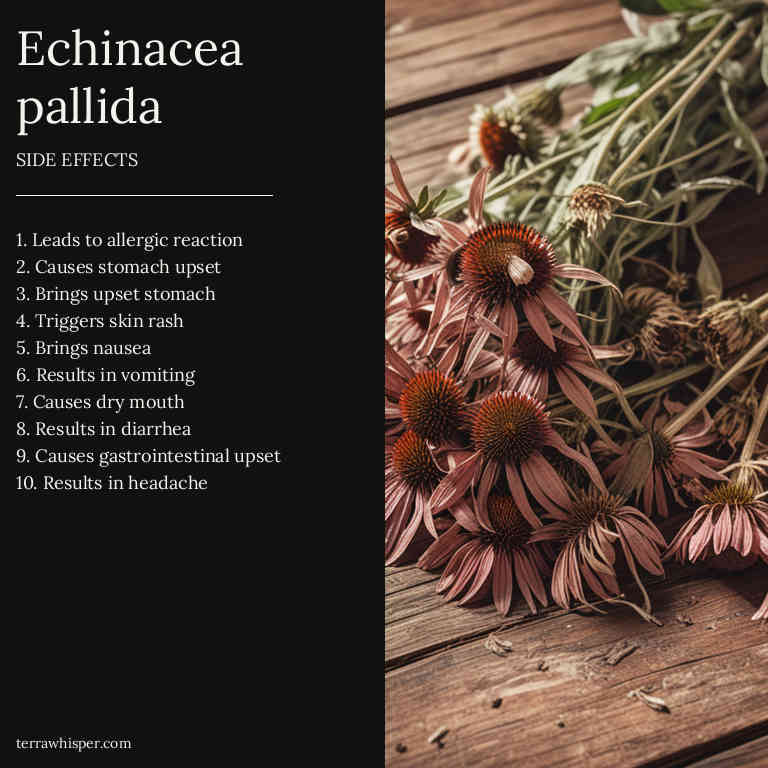 Echinacea
pallida
SIDE EFFECTS
1. Leads to allergic reaction
2. Causes stomach upset
3. Brings upset stomach
4. Triggers skin rash
5. Brings nausea
6. Results in vomiting
7. Causes dry mouth
8. Results in diarrhea
9. Causes gastrointestinal upset
10. Results in headache
terrawhisper.com